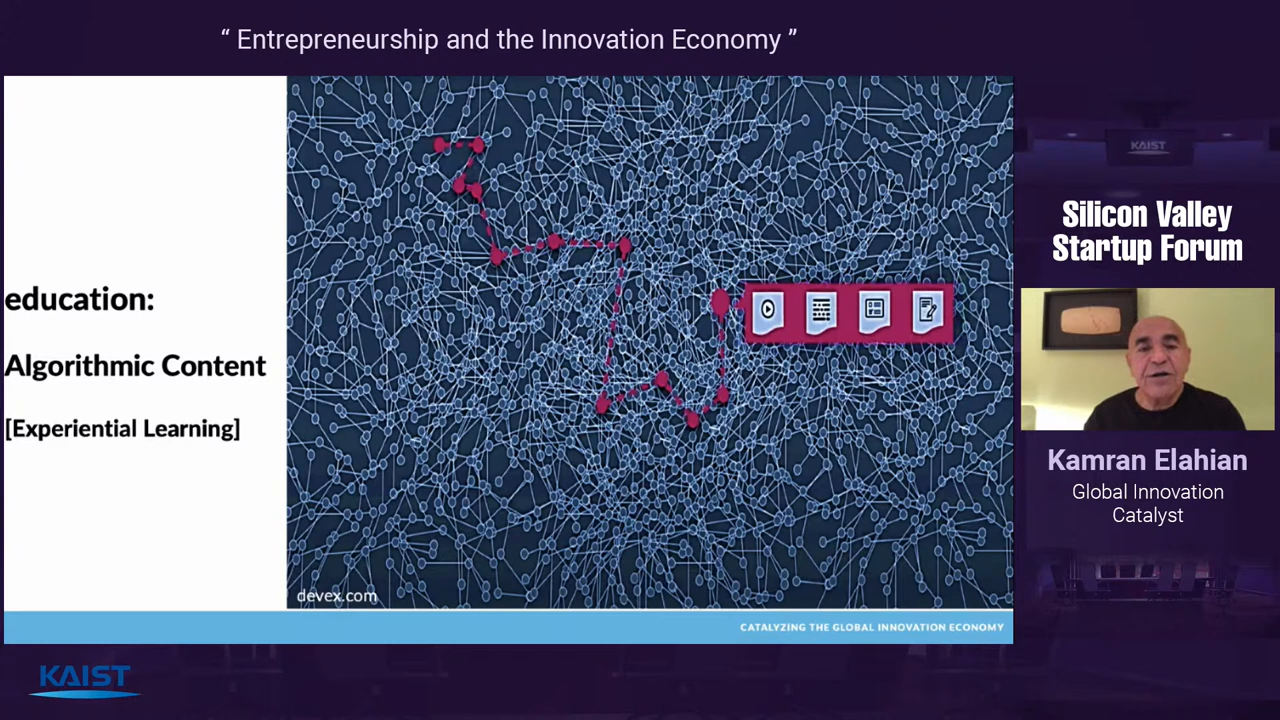 “ Entrepreneurship and the Innovation Economy ”
education:
Algorithmic Content
[Experiential Learning]
devex.com
CATALYZING THE GLOBAL INNOVATION ECONOMY
KAIST
Silicon Valley
Startup Forum
Kamran Elahian
Global Innovation
Catalyst
KAIST